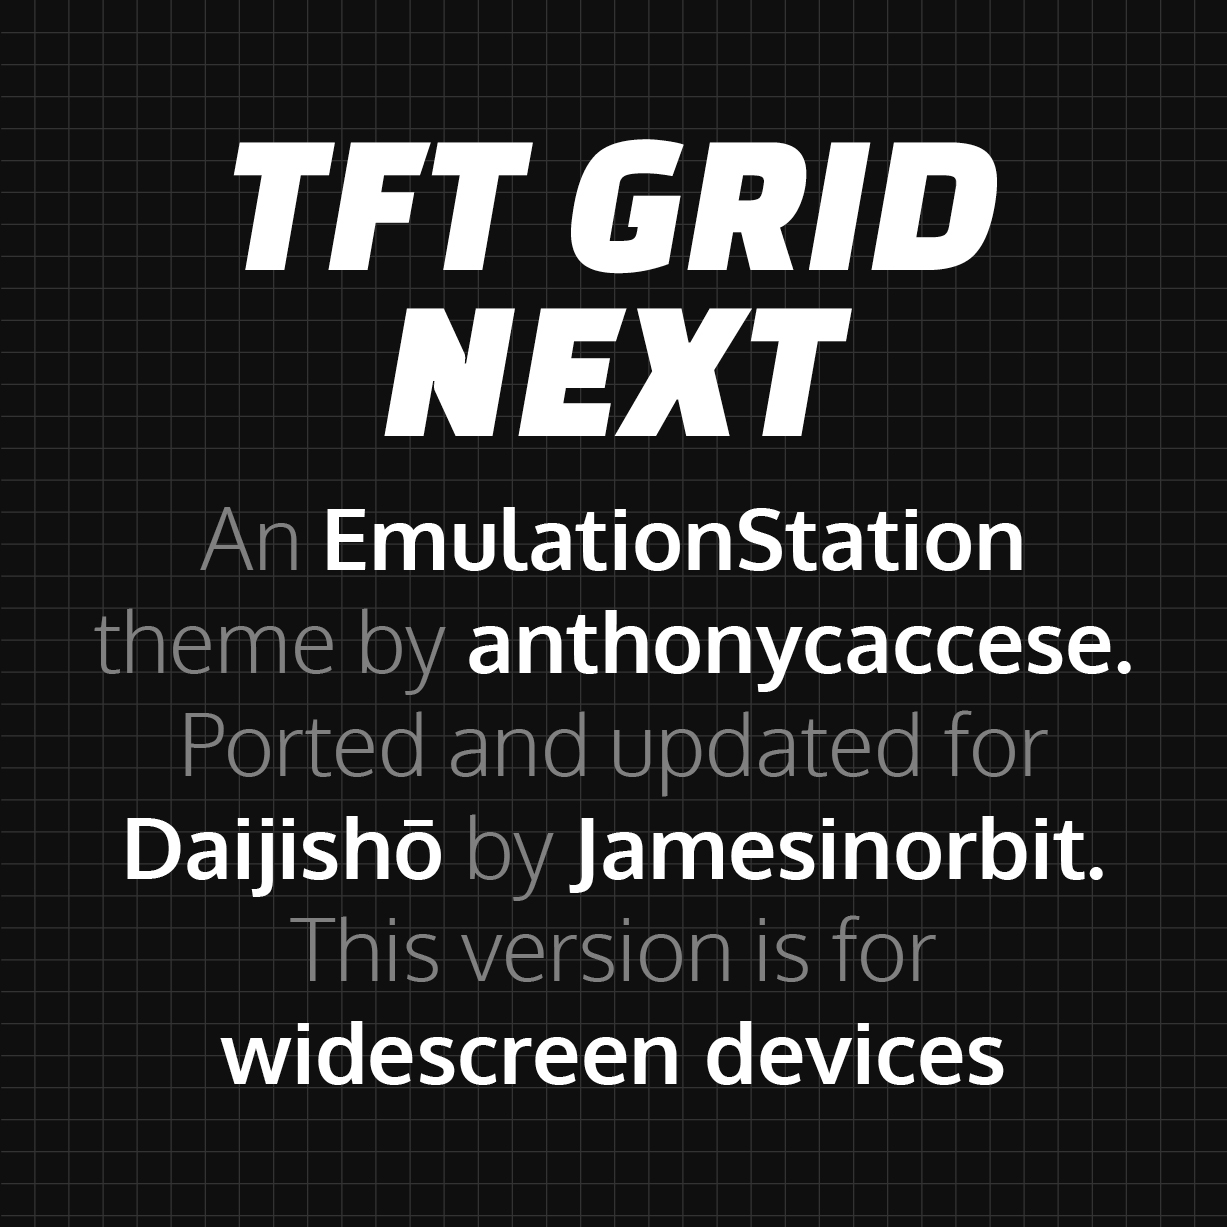 TFT GRID
NEXT
An EmulationStation
theme by anthonycaccese.
Ported and updated for
Daijishō by Jamesinorbit.
This version is for
widescreen devices